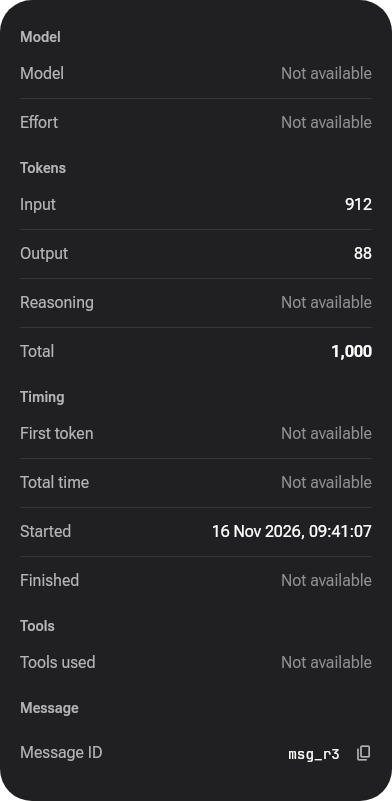 Model
Model Not available
Effort Not available
Tokens
Input 912
Output 88
Reasoning Not available
Total 1,000
Timing
First token Not available
Total time Not available
Started 16 Nov 2026, 09:41:07
Finished Not available
Tools
Tools used Not available
Message
Message ID msg_r3